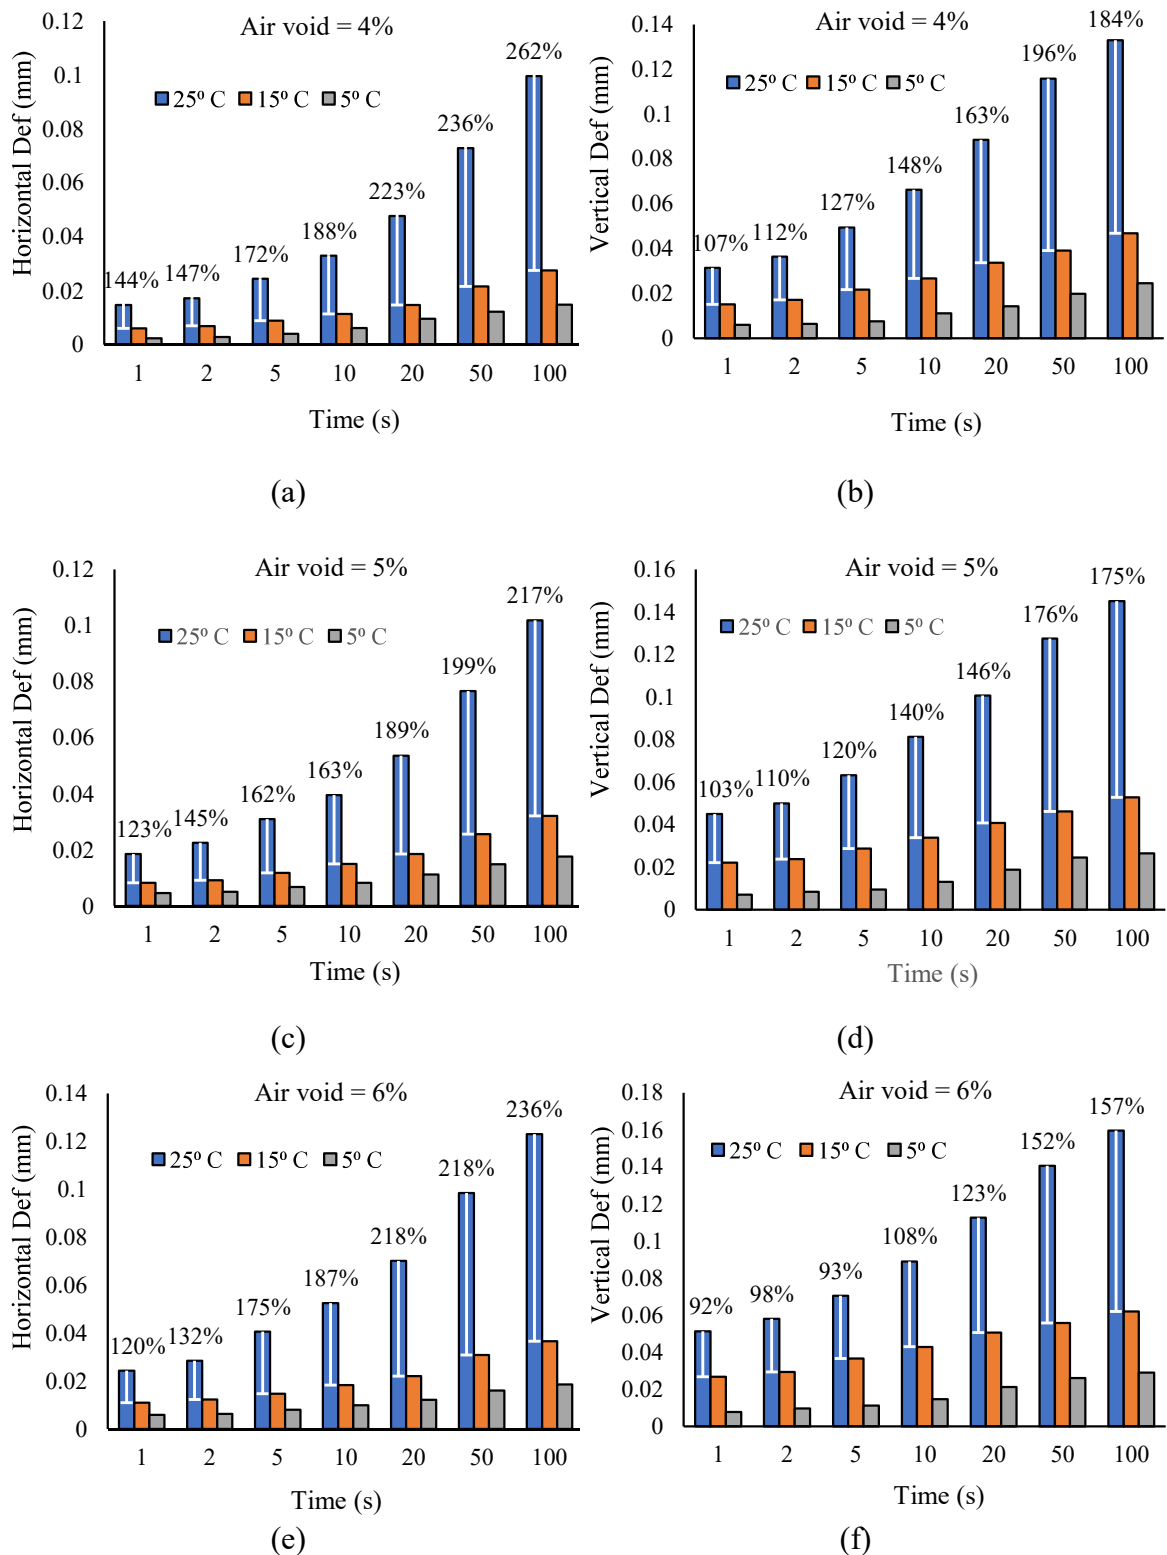 Air void = 4%
Horizontal Def (mm)
0.12
0.1
0.08
0.06
0.04
0.02
0
25º C 15º C 5º C
144% 147% 172% 188% 223% 236% 262%
1 2 5 10 20 50 100
Time (s)
(a)
Air void = 4%
Vertical Def (mm)
0.14
0.12
0.1
0.08
0.06
0.04
0.02
0
25º C 15º C 5º C
107% 112% 127% 148% 163% 196% 184%
1 2 5 10 20 50 100
Time (s)
(b)
Air void = 5%
Horizontal Def (mm)
0.12
0.1
0.08
0.06
0.04
0.02
0
25º C 15º C 5º C
123% 145% 162% 163% 189% 199% 217%
1 2 5 10 20 50 100
Time (s)
(c)
Air void = 5%
Vertical Def (mm)
0.16
0.14
0.12
0.1
0.08
0.06
0.04
0.02
0
25º C 15º C 5º C
103% 110% 120% 140% 146% 176% 175%
1 2 5 10 20 50 100
Time (s)
(d)
Air void = 6%
Horizontal Def (mm)
0.14
0.12
0.1
0.08
0.06
0.04
0.02
0
25º C 15º C 5º C
120% 132% 175% 187% 218% 218% 236%
1 2 5 10 20 50 100
Time (s)
(e)
Air void = 6%
Vertical Def (mm)
0.18
0.16
0.14
0.12
0.1
0.08
0.06
0.04
0.02
0
25º C 15º C 5º C
92% 98% 93% 108% 123% 152% 157%
1 2 5 10 20 50 100
Time (s)
(f)